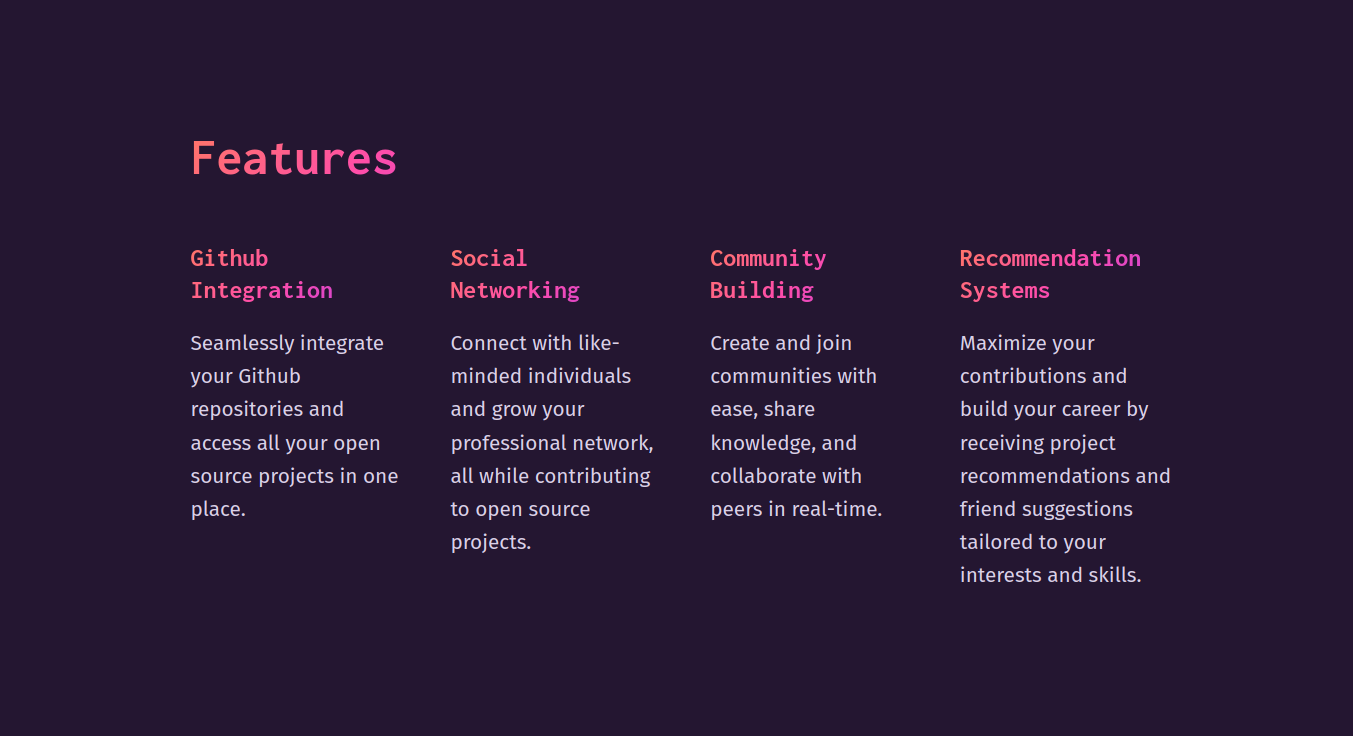 Features
Github
Integration
Seamlessly integrate
your Github
repositories and
access all your open
source projects in one
place.
Social
Networking
Connect with like-
minded individuals
and grow your
professional network,
all while contributing
to open source
projects.
Community
Building
Create and join
communities with
ease, share
knowledge, and
collaborate with
peers in real-time.
Recommendation
Systems
Maximize your
contributions and
build your career by
receiving project
recommendations and
friend suggestions
tailored to your
interests and skills.